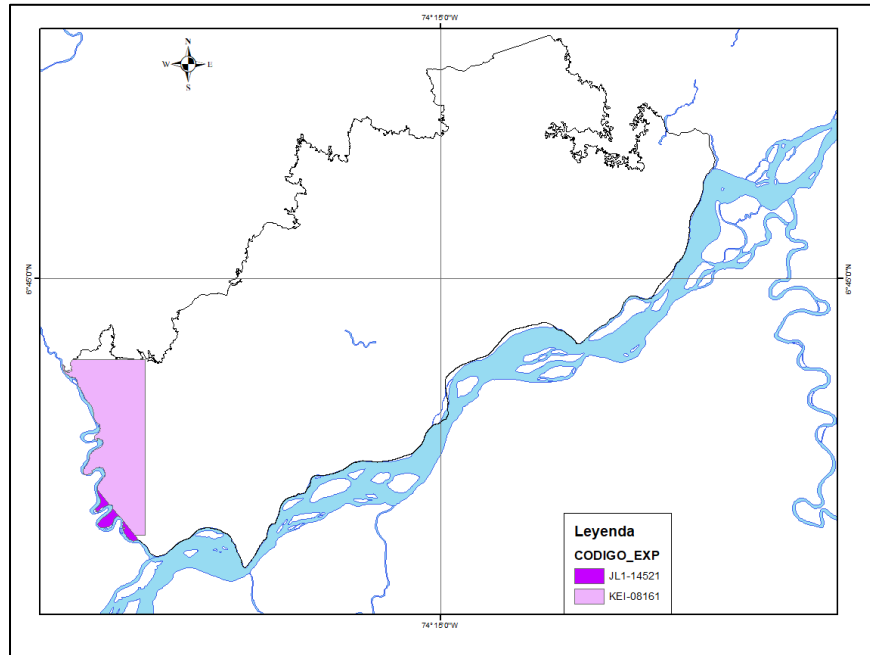 74°15'0"W
N
W E
S
6°45'0"N
6°45'0"N
Leyenda
CODIGO_EXP
JL1-14521
KEI-08161
74°15'0"W